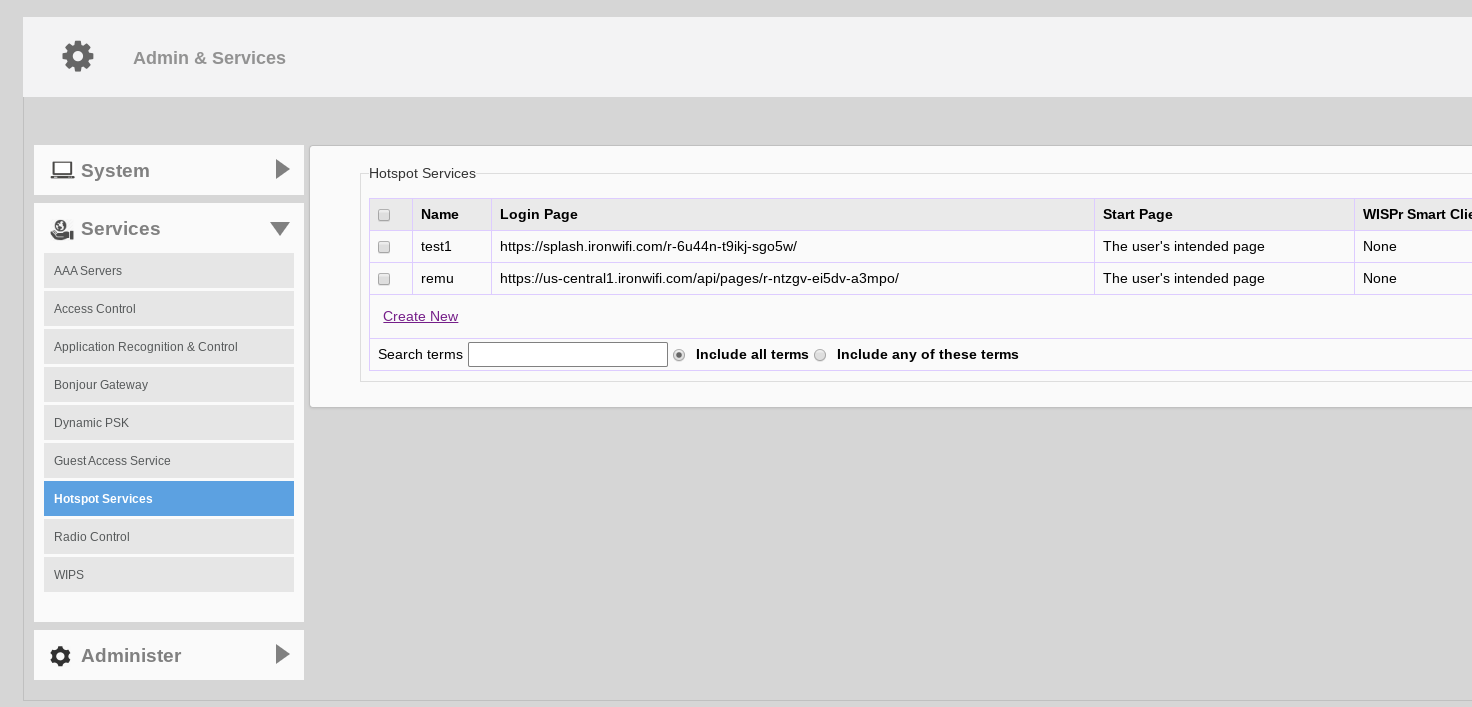 Admin & Services
System
Services
AAA Servers
Access Control
Application Recognition & Control
Bonjour Gateway
Dynamic PSK
Guest Access Service
Hotspot Services
Radio Control
WIPS
Administer
Hotspot Services
Name Login Page Start Page WISPr Smart Clie
test1 https://splash.ironwifi.com/r-6u44n-t9ikj-sgo5w/ The user's intended page None
remu https://us-central1.ironwifi.com/api/pages/r-ntzgv-ei5dv-a3mpo/ The user's intended page None
Create New
Search terms Include all terms Include any of these terms